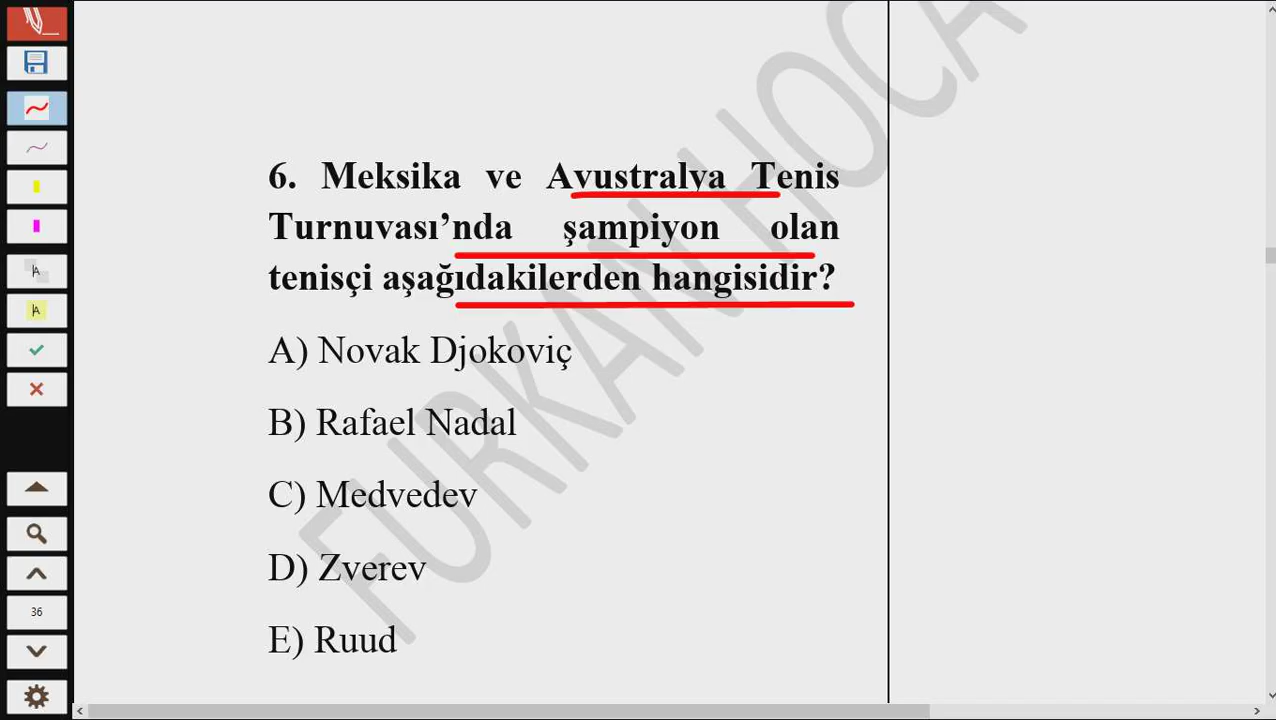 6. Meksika ve Avustralya Tenis
Turnuvası’nda şampiyon olan
tenisçi aşağıdakilerden hangisidir?
A) Novak Djokoviç
B) Rafael Nadal
C) Medvedev
D) Zverev
E) Ruud
FURKAN HOCA
A
A
36